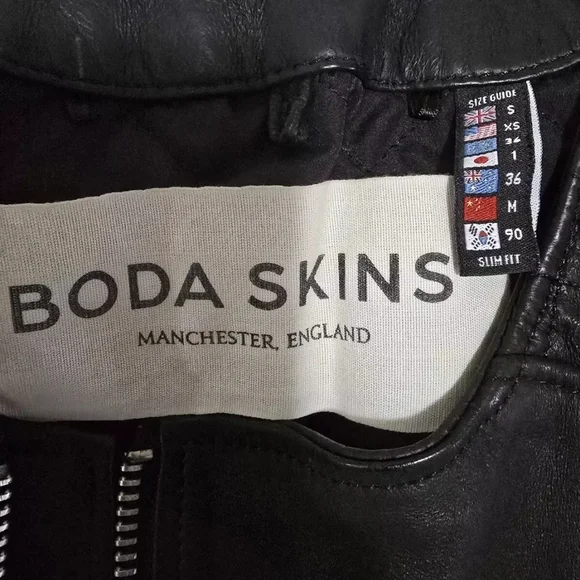 BODA SKINS
MANCHESTER, ENGLAND
SIZE GUIDE
S
XS
34
1
36
M
90
SLIM FIT